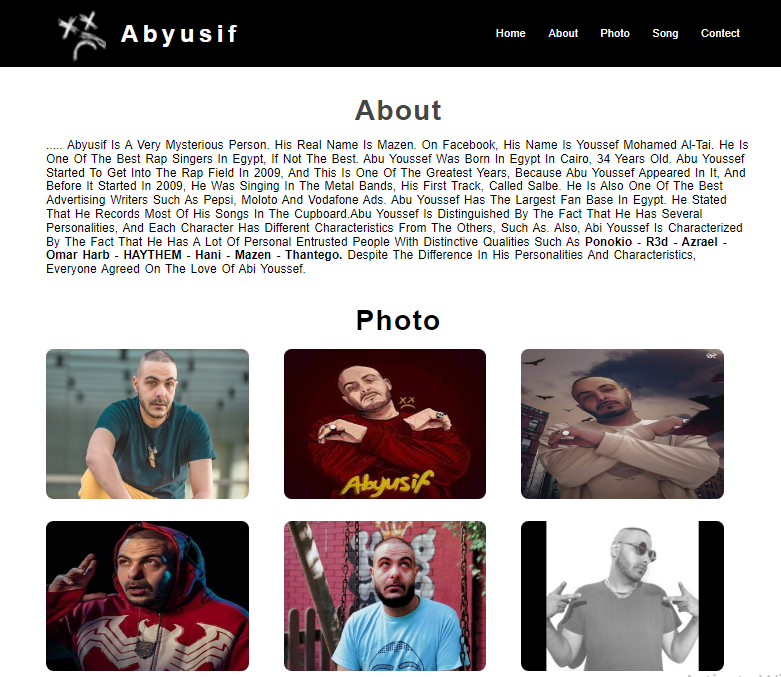 Abyusif
Home About Photo Song Contect
About
..... Abyusif Is A Very Mysterious Person. His Real Name Is Mazen. On Facebook, His Name Is Youssef Mohamed Al-Tai. He Is
One Of The Best Rap Singers In Egypt, If Not The Best. Abu Youssef Was Born In Egypt In Cairo, 34 Years Old. Abu Youssef
Started To Get Into The Rap Field In 2009, And This Is One Of The Greatest Years, Because Abu Youssef Appeared In It, And
Before It Started In 2009, He Was Singing In The Metal Bands, His First Track, Called Salbe. He Is Also One Of The Best
Advertising Writers Such As Pepsi, Moloto And Vodafone Ads. Abu Youssef Has The Largest Fan Base In Egypt. He Stated
That He Records Most Of His Songs In The Cupboard.Abu Youssef Is Distinguished By The Fact That He Has Several
Personalities, And Each Character Has Different Characteristics From The Others, Such As. Also, Abi Youssef Is Characterized
By The Fact That He Has A Lot Of Personal Entrusted People With Distinctive Qualities Such As Ponokio - R3d - Azrael -
Omar Harb - HAYTHEM - Hani - Mazen - Thantego. Despite The Difference In His Personalities And Characteristics,
Everyone Agreed On The Love Of Abi Youssef.
Photo
Abyusif